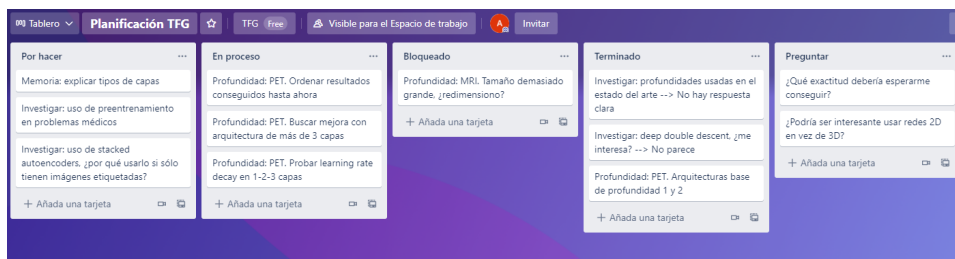 Tablero Planificación TFG TFG Free Visible para el Espacio de trabajo A Invitar
Por hacer
Memoria: explicar tipos de capas
Investigar: uso de preentrenamiento
en problemas médicos
Investigar: uso de stacked
autoencoders, ¿por qué usarlo si sólo
tienen imágenes etiquetadas?
+ Añada una tarjeta
En proceso
Profundidad: PET. Ordenar resultados
conseguidos hasta ahora
Profundidad: PET. Buscar mejora con
arquitectura de más de 3 capas
Profundidad: PET. Probar learning rate
decay en 1-2-3 capas
+ Añada una tarjeta
Bloqueado
Profundidad: MRI. Tamaño demasiado
grande, ¿redimensiono?
+ Añada una tarjeta
Terminado
Investigar: profundidades usadas en el
estado del arte --> No hay respuesta
clara
Investigar: deep double descent, ¿me
interesa? --> No parece
Profundidad: PET. Arquitecturas base
de profundidad 1 y 2
+ Añada una tarjeta
Preguntar
¿Qué exactitud debería esperarme
conseguir?
¿Podría ser interesante usar redes 2D
en vez de 3D?
+ Añada una tarjeta